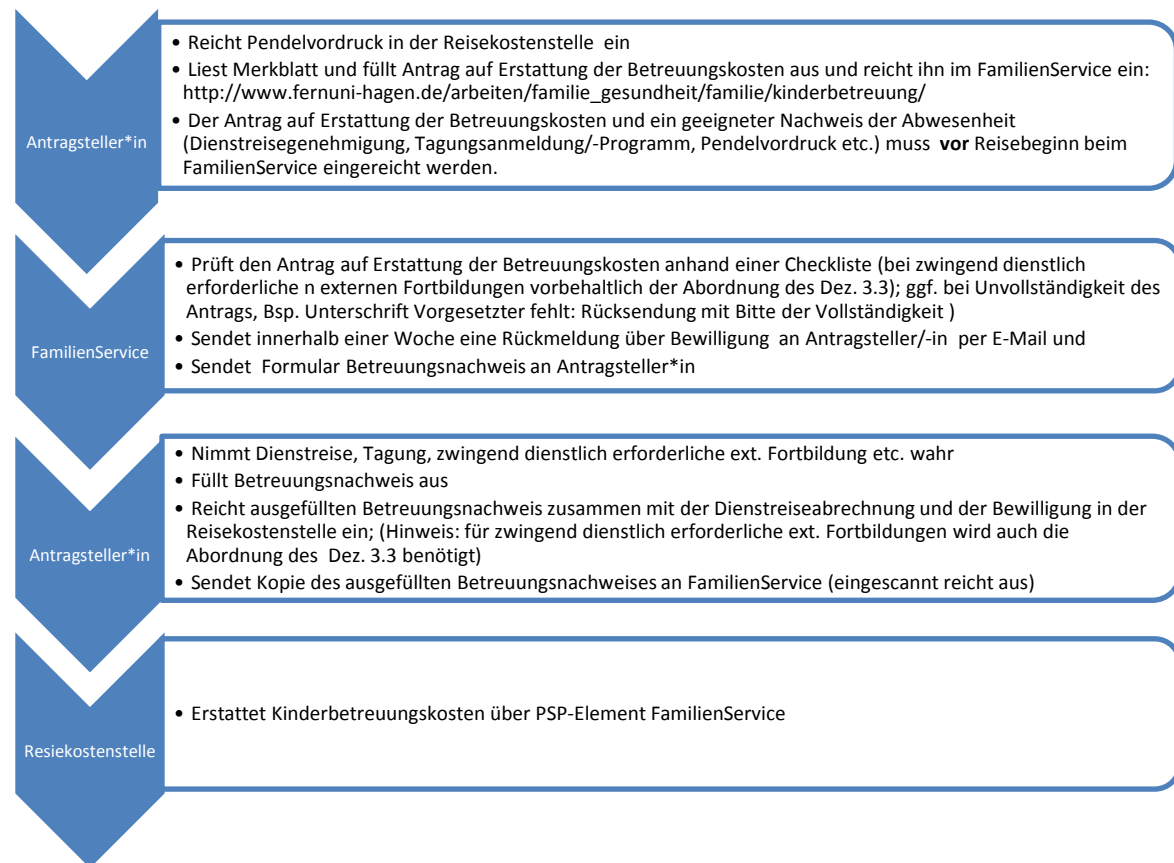 • Reicht Pendelvordruck in der Reisekostenstelle ein
• Liest Merkblatt und füllt Antrag auf Erstattung der Betreuungskosten aus und reicht ihn im FamilienService ein:
http://www.fernuni-hagen.de/arbeiten/familie_gesundheit/familie/kinderbetreuung/
• Der Antrag auf Erstattung der Betreuungskosten und ein geeigneter Nachweis der Abwesenheit
(Dienstreisegenehmigung, Tagungsanmeldung/-Programm, Pendelvordruck etc.) muss vor Reisebeginn beim
FamilienService eingereicht werden.
Antragsteller*in
• Prüft den Antrag auf Erstattung der Betreuungskosten anhand einer Checkliste (bei zwingend dienstlich
erforderliche n externen Fortbildungen vorbehaltlich der Abordnung des Dez. 3.3); ggf. bei Unvollständigkeit des
Antrags, Bsp. Unterschrift Vorgesetzter fehlt: Rücksendung mit Bitte der Vollständigkeit )
• Sendet innerhalb einer Woche eine Rückmeldung über Bewilligung an Antragsteller/-in per E-Mail und
• Sendet Formular Betreuungsnachweis an Antragsteller*in
FamilienService
• Nimmt Dienstreise, Tagung, zwingend dienstlich erforderliche ext. Fortbildung etc. wahr
• Füllt Betreuungsnachweis aus
• Reicht ausgefüllten Betreuungsnachweis zusammen mit der Dienstreiseabrechnung und der Bewilligung in der
Reisekostenstelle ein; (Hinweis: für zwingend dienstlich erforderliche ext. Fortbildungen wird auch die
Abordnung des Dez. 3.3 benötigt)
• Sendet Kopie des ausgefüllten Betreuungsnachweises an FamilienService (eingescannt reicht aus)
Antragsteller*in
• Erstattet Kinderbetreuungskosten über PSP-Element FamilienService
Resiekostenstelle